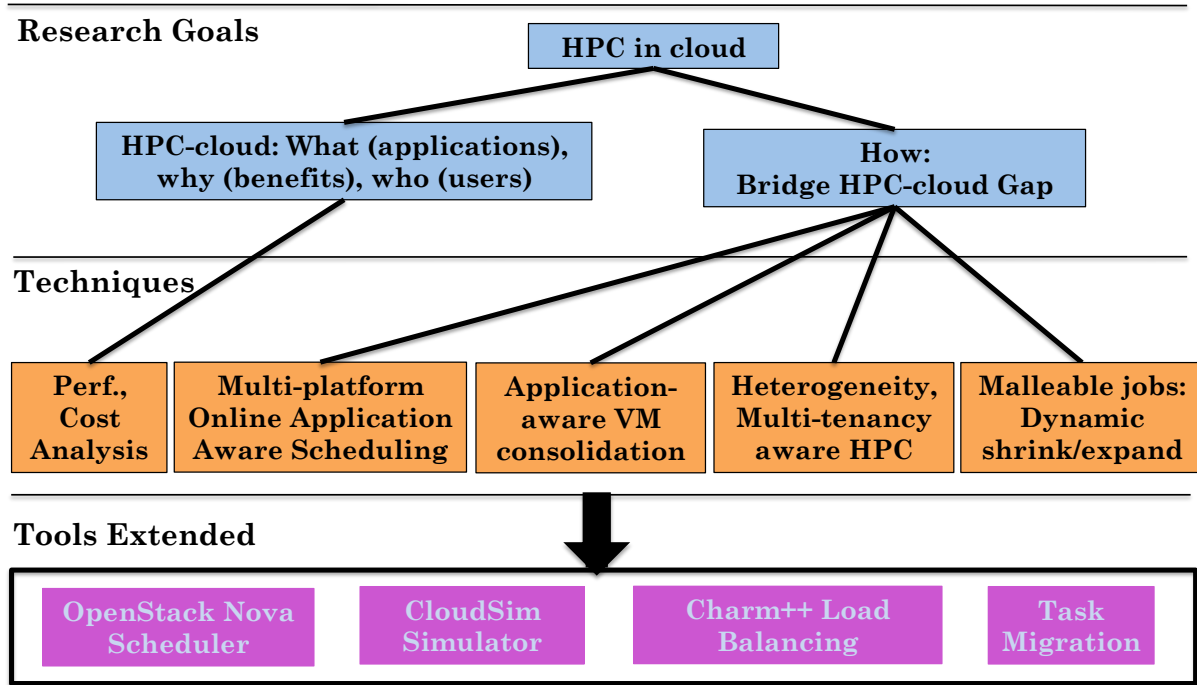 Research Goals
HPC in cloud
HPC-cloud: What (applications),
why (benefits), who (users)
How:
Bridge HPC-cloud Gap
Techniques
Perf.,
Cost
Analysis
Multi-platform
Online Application
Aware Scheduling
Application-
aware VM
consolidation
Heterogeneity,
Multi-tenancy
aware HPC
Malleable jobs:
Dynamic
shrink/expand
Tools Extended
OpenStack Nova
Scheduler
CloudSim
Simulator
Charm++ Load
Balancing
Task
Migration